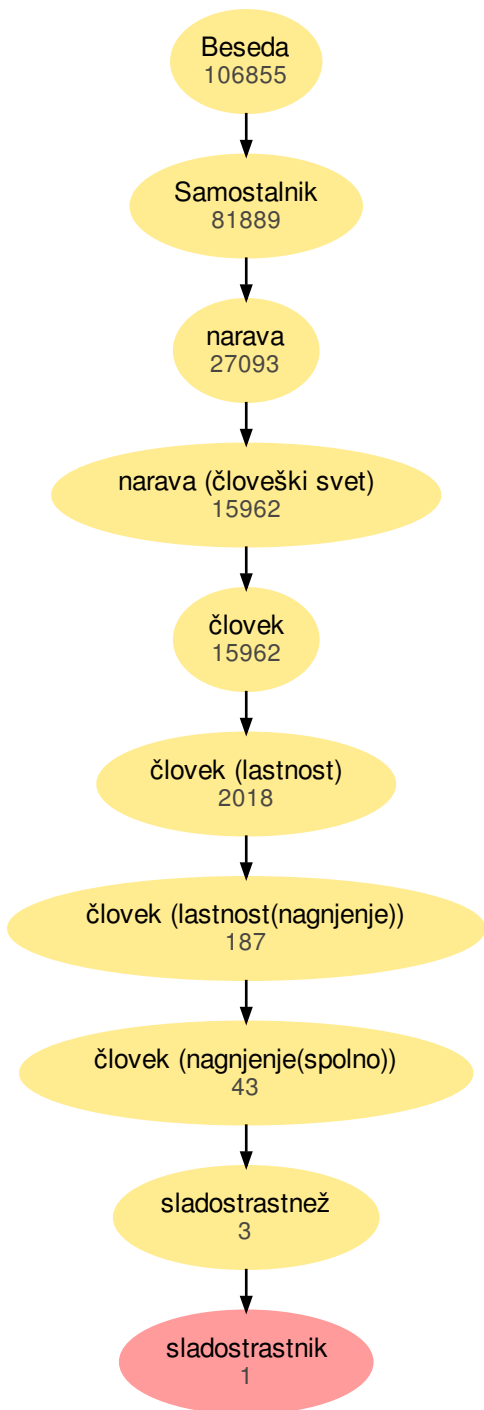 Beseda
106855
Samostalnik
81889
narava
27093
narava (človeški svet)
15962
človek
15962
človek (lastnost)
2018
človek (lastnost(nagnjenje))
187
človek (nagnjenje(spolno))
43
sladostrastnež
3
sladostrastnik
1